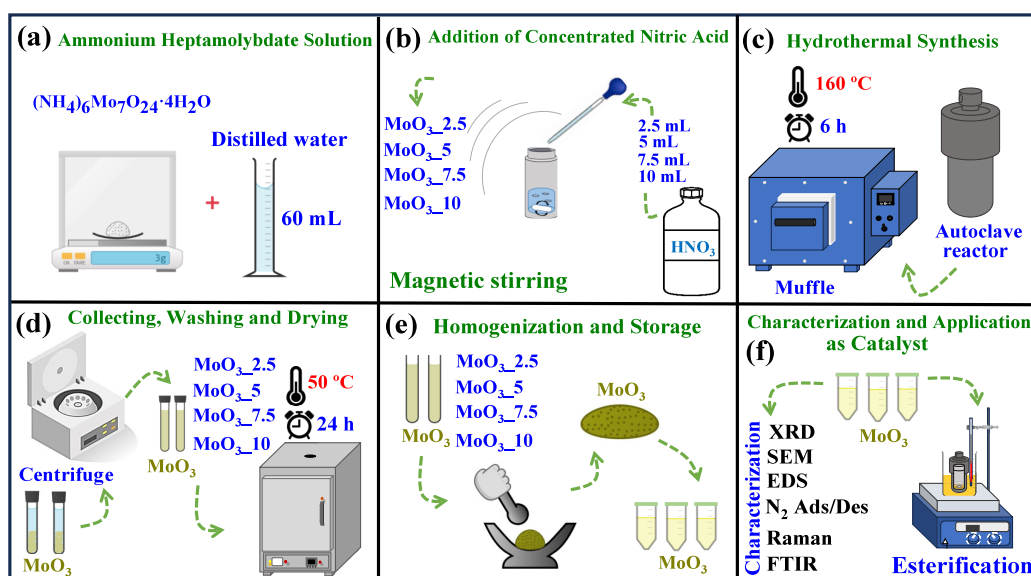 (a) Ammonium Heptamolybdate Solution
(NH4)6Mo7O24·4H2O
Distilled water
+
60 mL
3g
(b) Addition of Concentrated Nitric Acid
MoO3_2.5
MoO3_5
MoO3_7.5
MoO3_10
2.5 mL
5 mL
7.5 mL
10 mL
HNO3
Magnetic stirring
(c) Hydrothermal Synthesis
160 ºC
6 h
Autoclave
reactor
Muffle
(d) Collecting, Washing and Drying
MoO3_2.5
MoO3_5
MoO3_7.5
MoO3_10
50 ºC
24 h
Centrifuge
MoO3
MoO3
(e) Homogenization and Storage
MoO3_2.5
MoO3_5
MoO3_7.5
MoO3_10
MoO3
MoO3
MoO3
Characterization and Application
as Catalyst
(f)
MoO3
Characterization
XRD
SEM
EDS
N2 Ads/Des
Raman
FTIR
Esterification